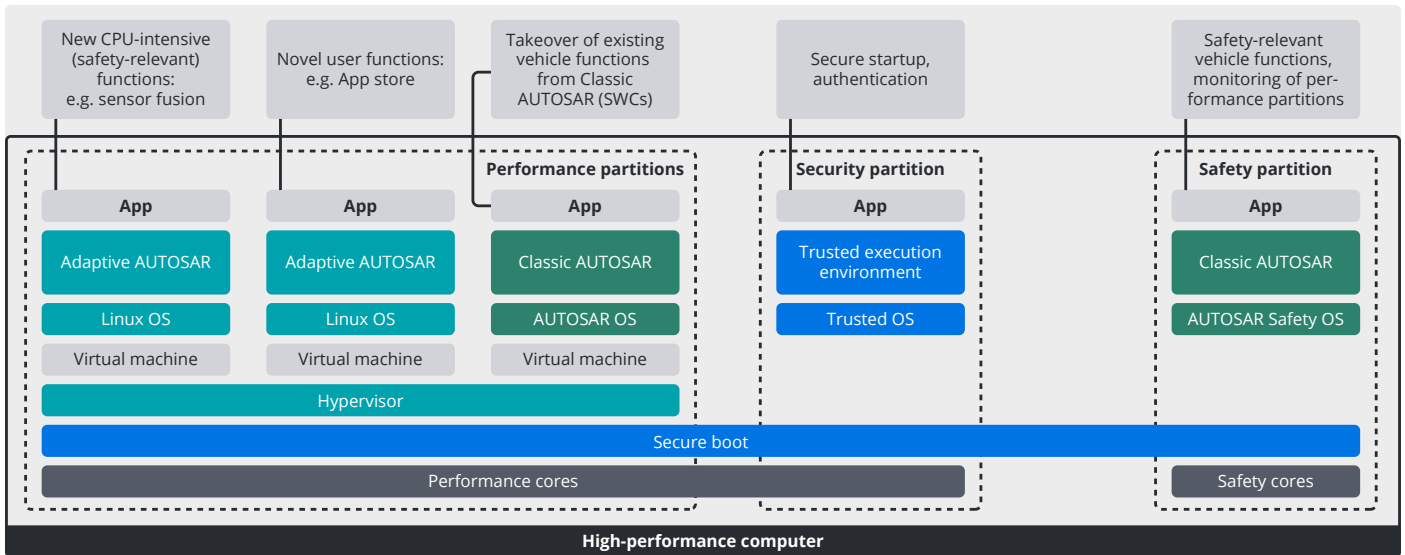 New CPU-intensive
(safety-relevant)
functions:
e.g. sensor fusion
Novel user functions:
e.g. App store
Takeover of existing
vehicle functions
from Classic
AUTOSAR (SWCs)
Secure startup,
authentication
Safety-relevant
vehicle functions,
monitoring of per-
formance partitions
Performance partitions
Security partition
Safety partition
App
App
App
App
App
Adaptive AUTOSAR
Adaptive AUTOSAR
Classic AUTOSAR
Trusted execution
environment
Classic AUTOSAR
Linux OS
Linux OS
AUTOSAR OS
Trusted OS
AUTOSAR Safety OS
Virtual machine
Virtual machine
Virtual machine
Hypervisor
Secure boot
Performance cores
Safety cores
High-performance computer